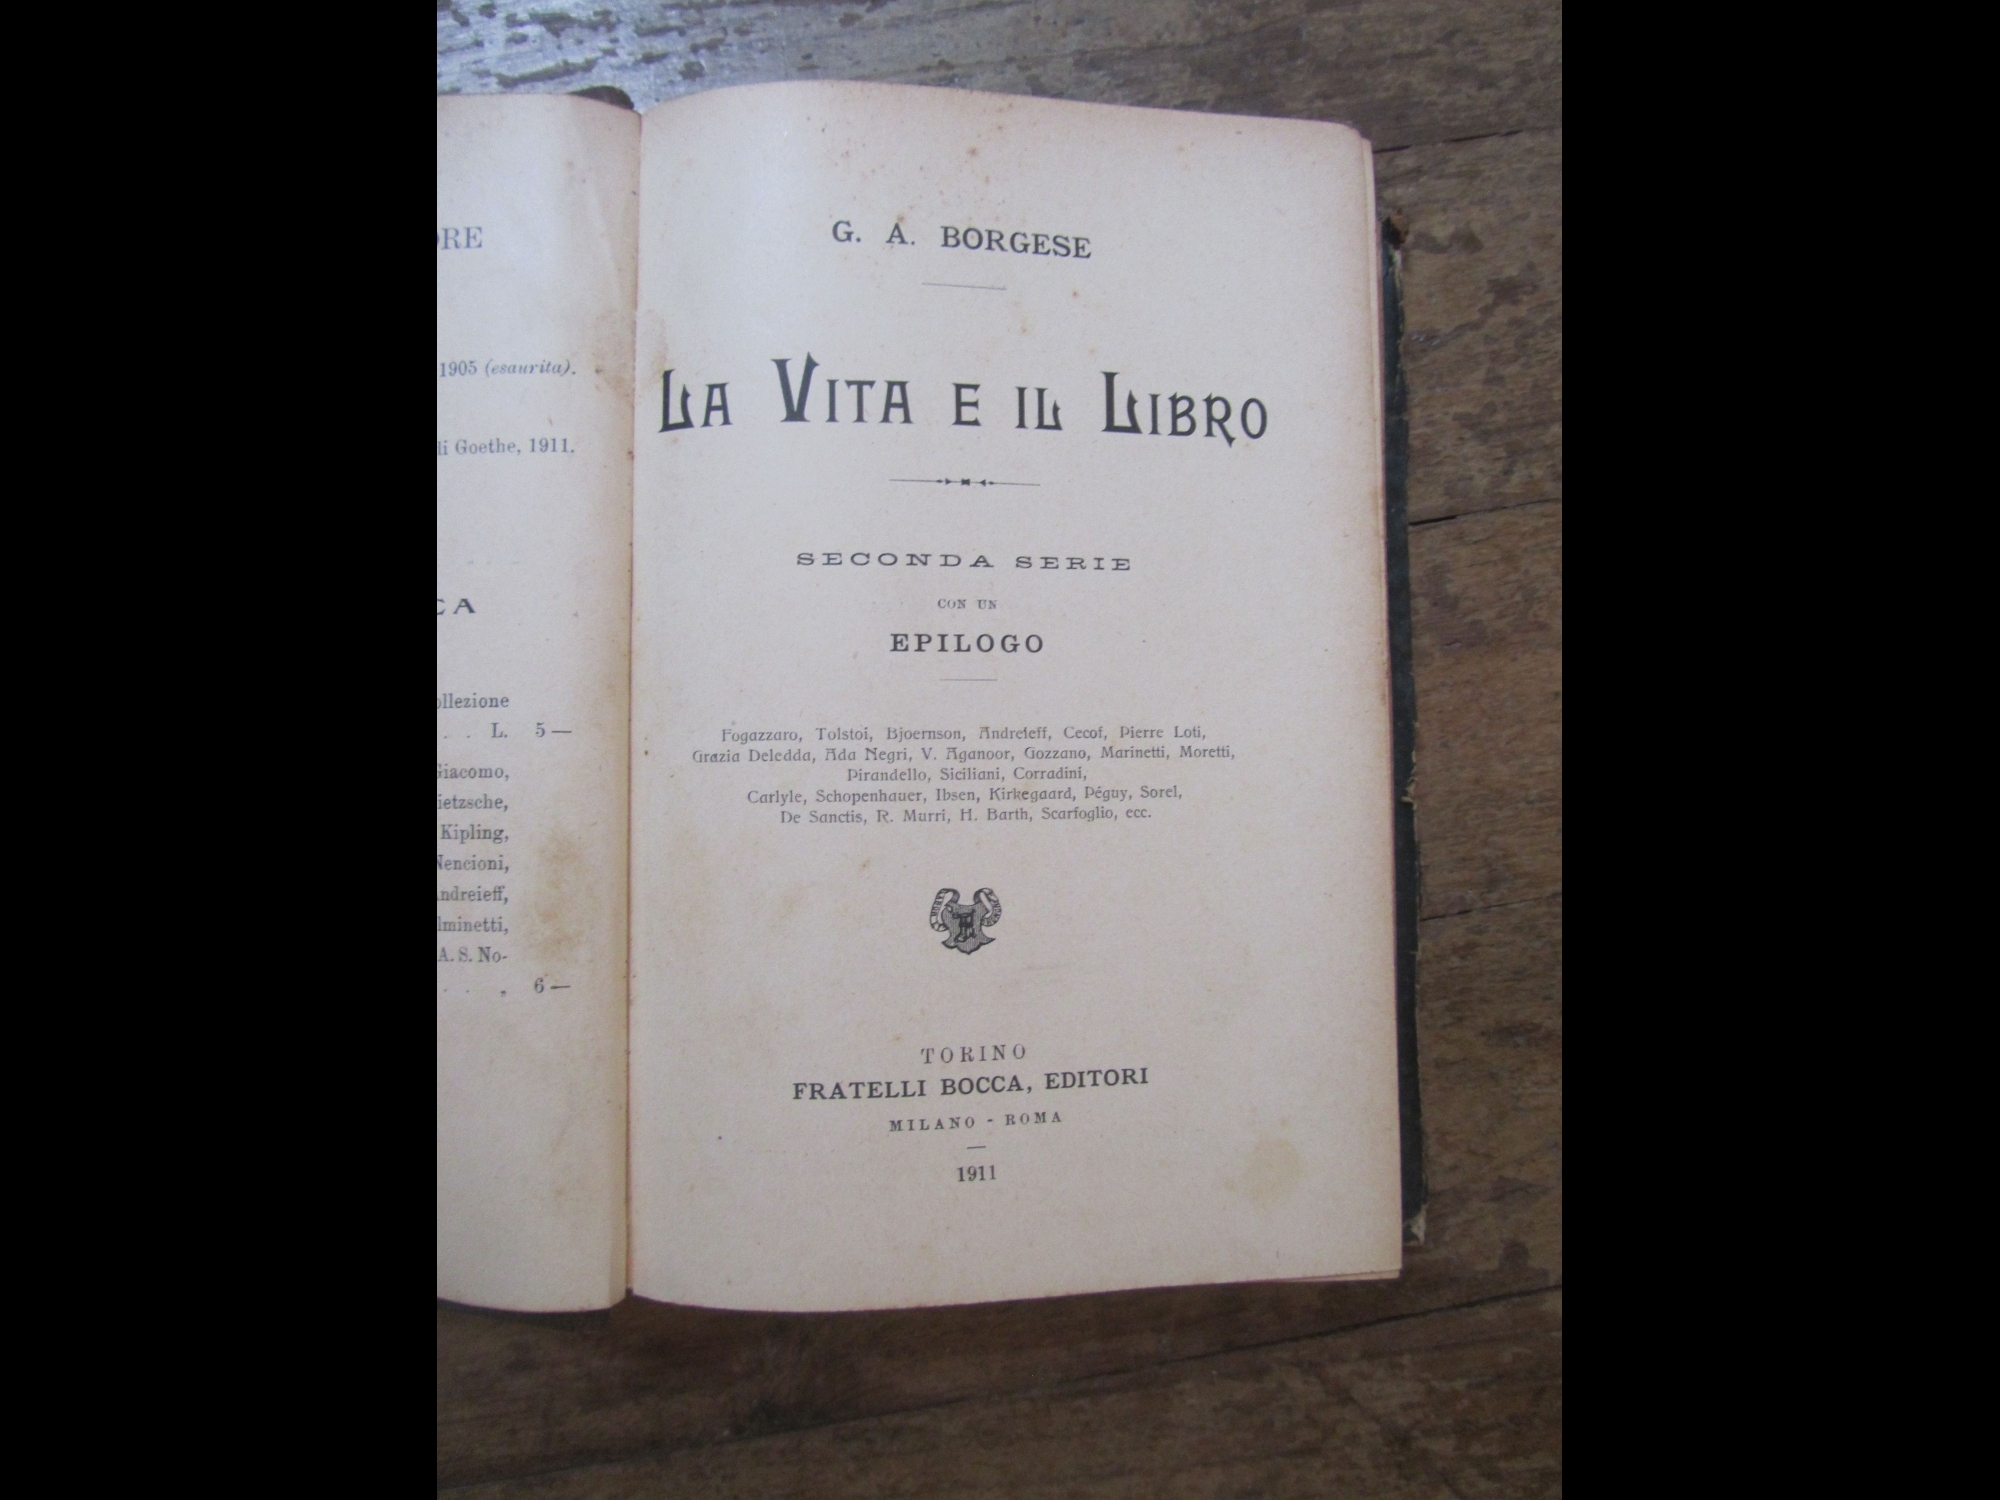 ORE
1905 (esaurita).
di Goethe, 1911.
CA
ollezione
. . L. 5 —
Giacomo,
ietzsche,
Kipling,
Nencioni,
Andreieff,
lminetti,
A. S. No-
. . „ 6 —
G. A. BORGESE
LA VITA E IL LIBRO
SECONDA SERIE
CON UN
EPILOGO
Fogazzaro, Tolstoi, Bjoernson, Andreieff, Cecof, Pierre Loti,
Grazia Deledda, Ada Negri, V. Aganoor, Gozzano, Marinetti, Moretti,
Pirandello, Siciliani, Corradini,
Carlyle, Schopenhauer, Ibsen, Kirkegaard, Péguy, Sorel,
De Sanctis, R. Murri, H. Barth, Scarfoglio, ecc.
TORINO
FRATELLI BOCCA, EDITORI
MILANO - ROMA
1911